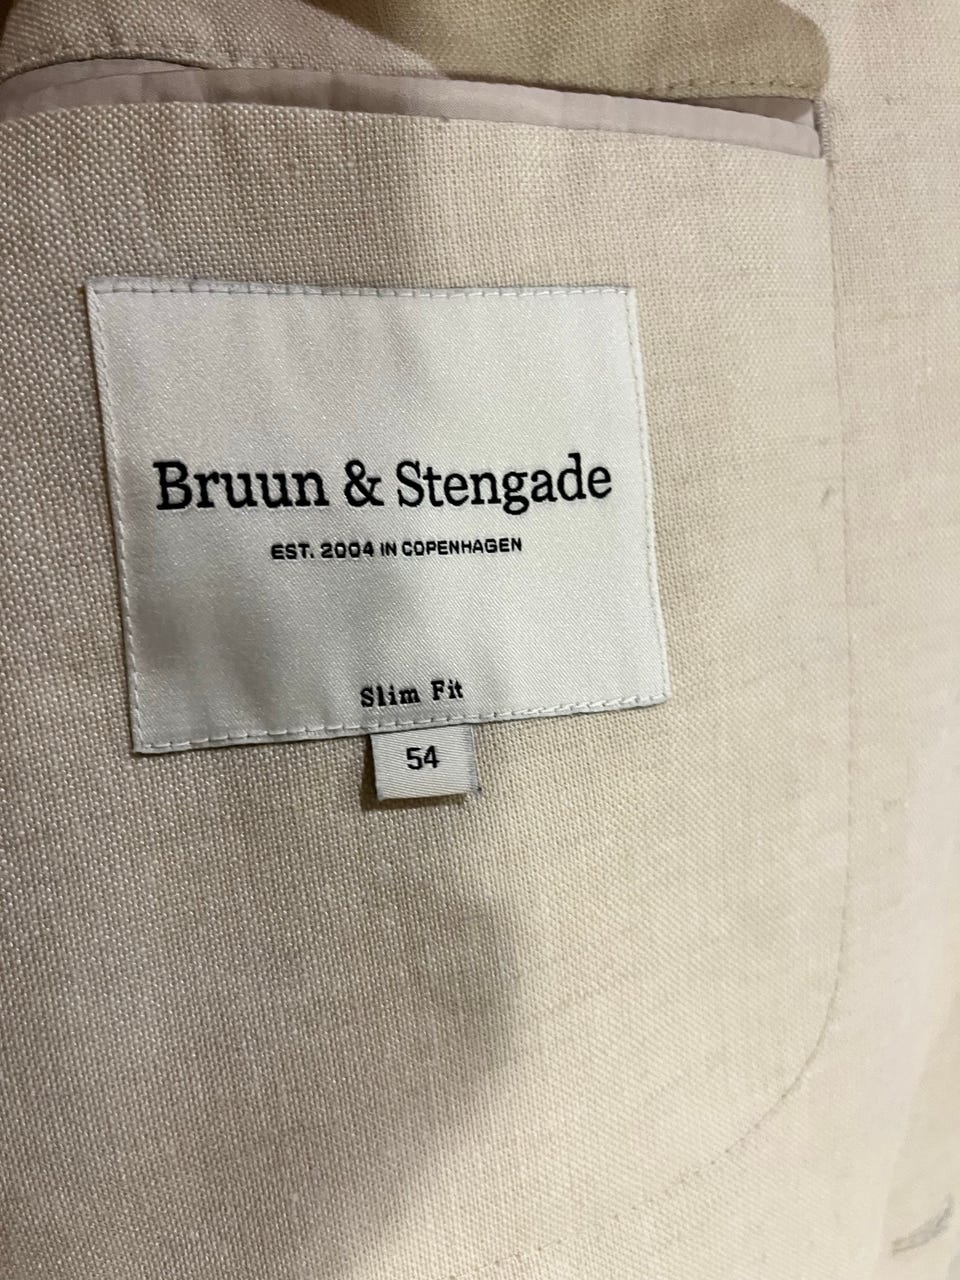 Bruun & Stengade
EST. 2004 IN COPENHAGEN
Slim Fit
54